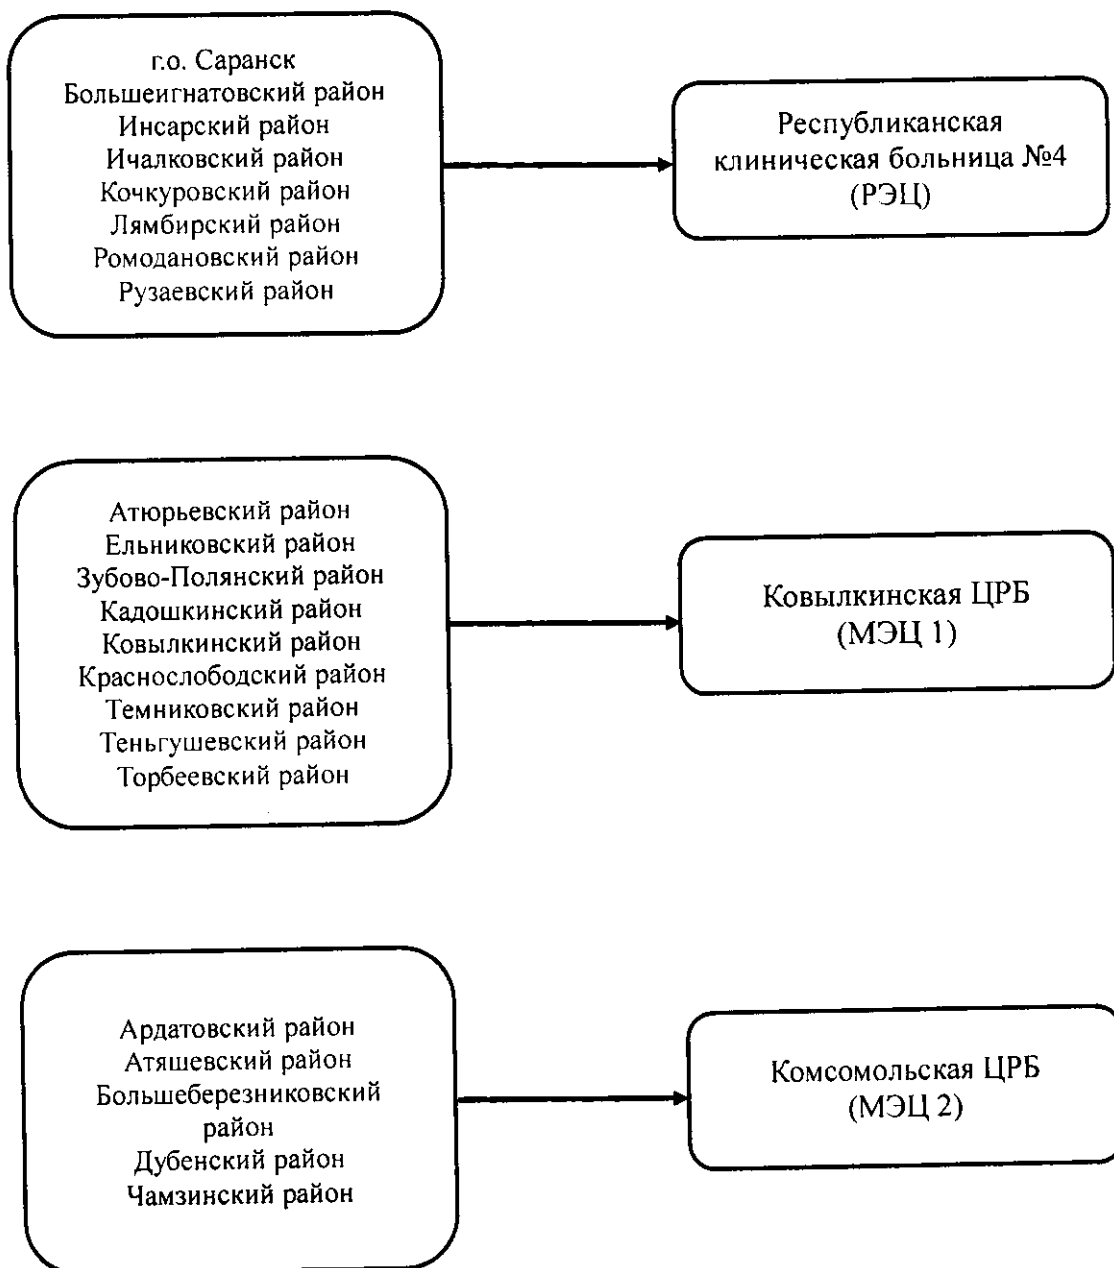 г.о. Саранск
Большеигнатовский район
Инсарский район
Ичалковский район
Кочкуровский район
Лямбирский район
Ромодановский район
Рузаевский район
Республиканская
клиническая больница №4
(РЭЦ)
Атюрьевский район
Ельниковский район
Зубово-Полянский район
Кадошкинский район
Ковылкинский район
Краснослободский район
Темниковский район
Теньгушевский район
Торбеевский район
Ковылкинская ЦРБ
(МЭЦ 1)
Ардатовский район
Атяшевский район
Большеберезниковский
район
Дубенский район
Чамзинский район
Комсомольская ЦРБ
(МЭЦ 2)